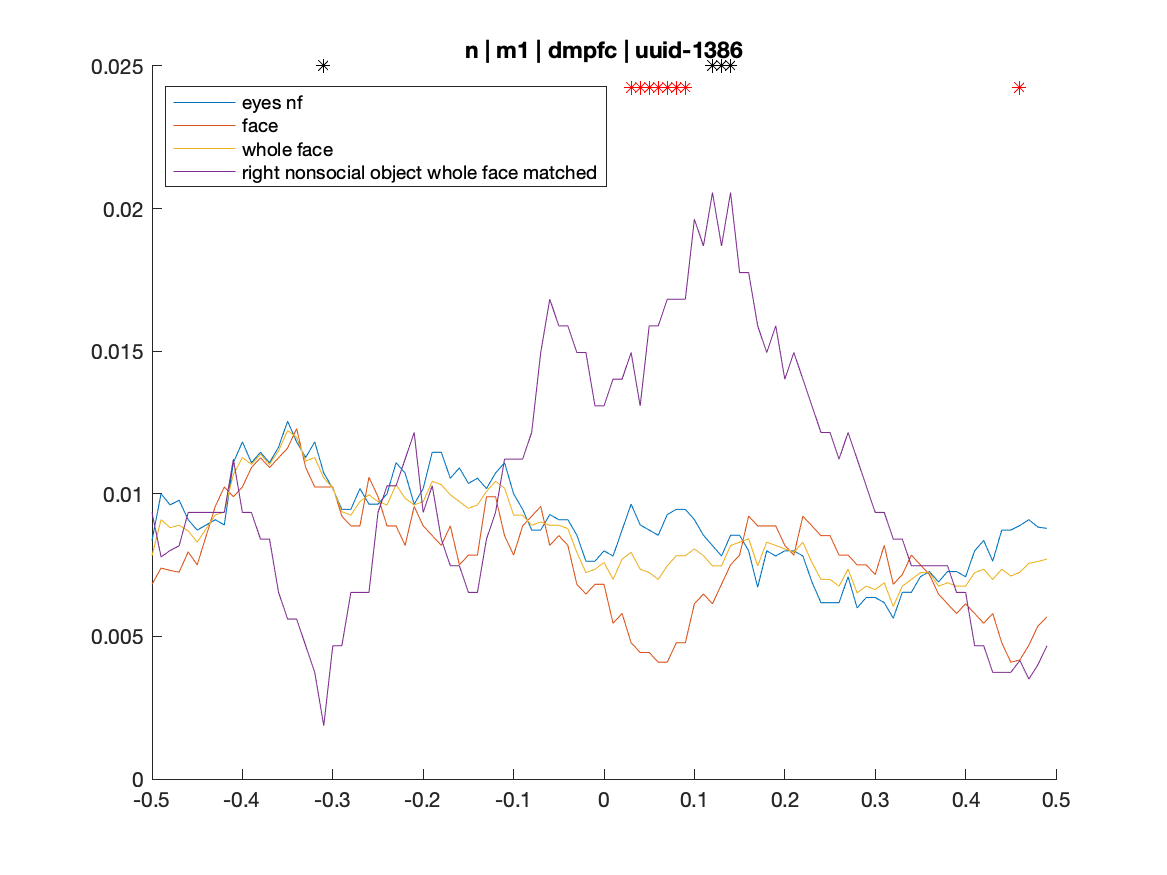 n | m1 | dmpfc | uuid-1386
0.025
eyes nf
face
whole face
right nonsocial object whole face matched
0.02
0.015
0.01
0.005
0
-0.5 -0.4 -0.3 -0.2 -0.1 0 0.1 0.2 0.3 0.4 0.5